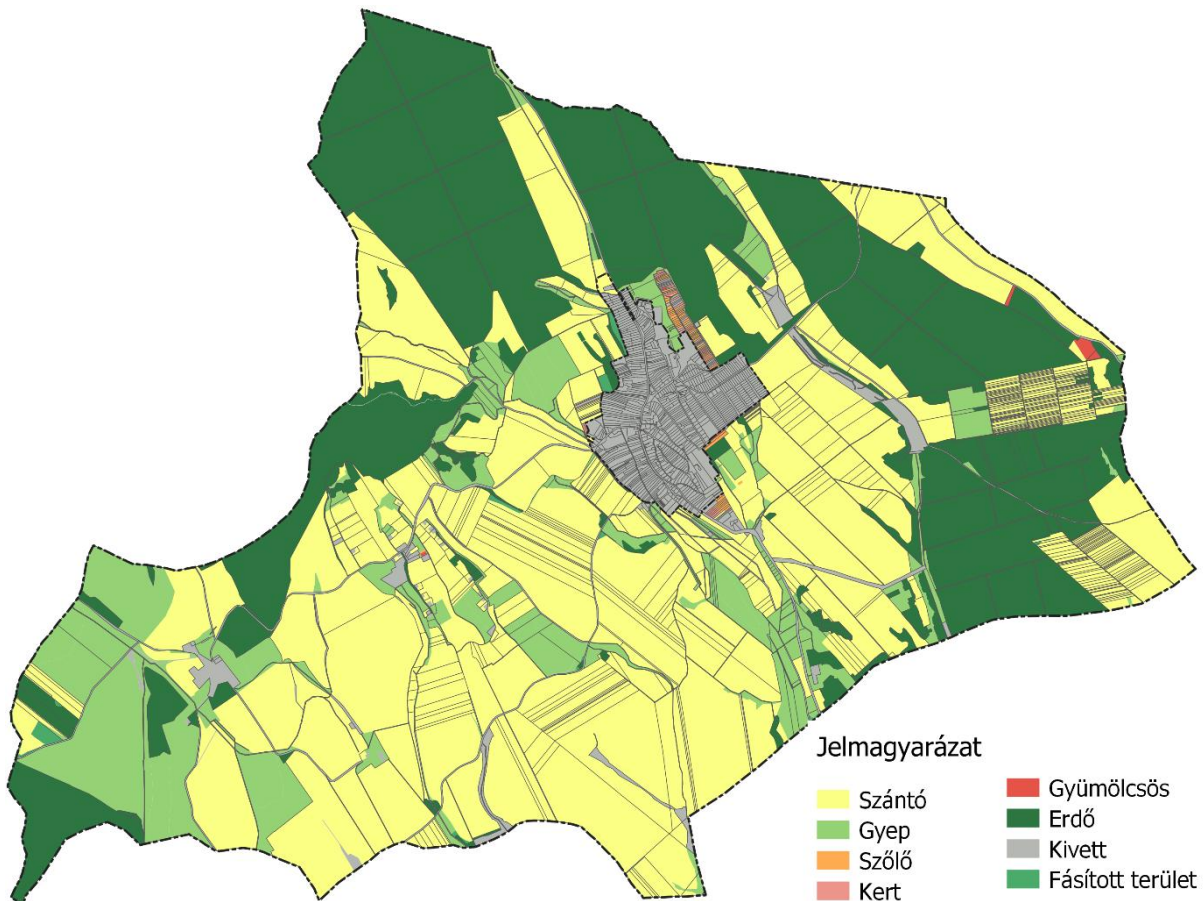 Jelmagyarázat
Szántó
Gyep
Szőlő
Kert
Gyümölcsös
Erdő
Kivett
Fásított terület